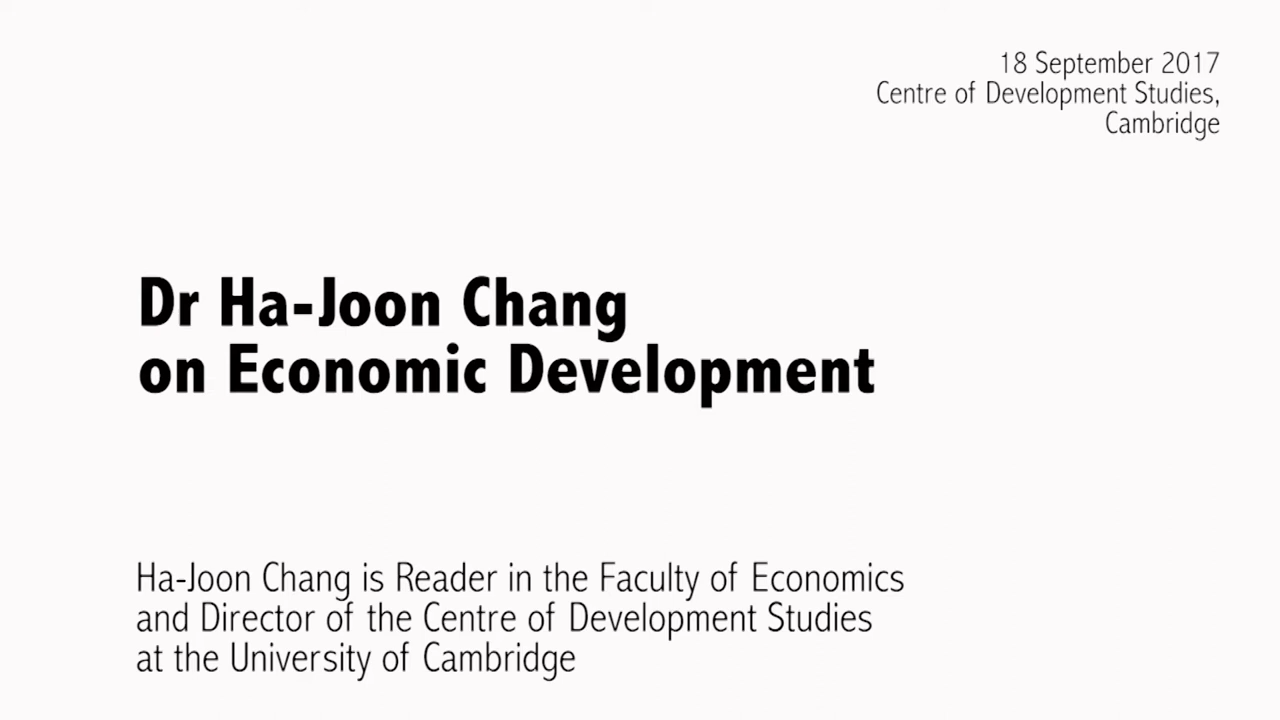 18 September 2017
Centre of Development Studies,
Cambridge
Dr Ha-Joon Chang
on Economic Development
Ha-Joon Chang is Reader in the Faculty of Economics
and Director of the Centre of Development Studies
at the University of Cambridge